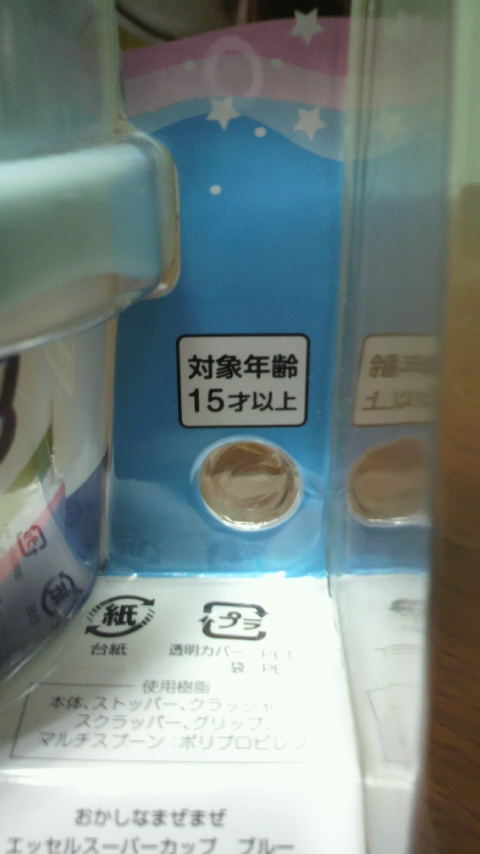 対象年齢
15才以上
紙
プラ
台紙
透明カバー PET
袋 PE
使用樹脂
本体、ストッパー、クラッシャー
スクラッパー、グリップ、
マルチスプーン：ポリプロピレン
おかしなまぜまぜ
エッセルスーパーカップ ブルー